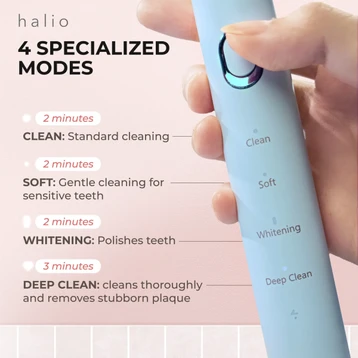 halio
4 SPECIALIZED
MODES
2 minutes
CLEAN: Standard cleaning
2 minutes
SOFT: Gentle cleaning for
sensitive teeth
2 minutes
WHITENING: Polishes teeth
3 minutes
DEEP CLEAN: cleans thoroughly
and removes stubborn plaque
Clean
Soft
Whitening
Deep Clean